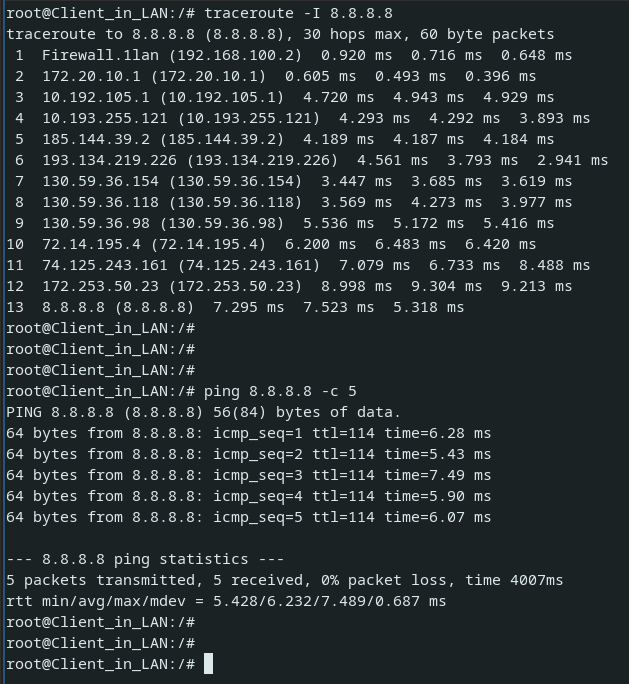 root@Client_in_LAN:/# traceroute -I 8.8.8.8
traceroute to 8.8.8.8 (8.8.8.8), 30 hops max, 60 byte packets
 1  Firewall.1lan (192.168.100.2)  0.920 ms  0.716 ms  0.648 ms
 2  172.20.10.1 (172.20.10.1)  0.605 ms  0.493 ms  0.396 ms
 3  10.192.105.1 (10.192.105.1)  4.720 ms  4.943 ms  4.929 ms
 4  10.193.255.121 (10.193.255.121)  4.293 ms  4.292 ms  3.893 ms
 5  185.144.39.2 (185.144.39.2)  4.189 ms  4.187 ms  4.184 ms
 6  193.134.219.226 (193.134.219.226)  4.561 ms  3.793 ms  2.941 ms
 7  130.59.36.154 (130.59.36.154)  3.447 ms  3.685 ms  3.619 ms
 8  130.59.36.118 (130.59.36.118)  3.569 ms  4.273 ms  3.977 ms
 9  130.59.36.98 (130.59.36.98)  5.536 ms  5.172 ms  5.416 ms
10  72.14.195.4 (72.14.195.4)  6.200 ms  6.483 ms  6.420 ms
11  74.125.243.161 (74.125.243.161)  7.079 ms  6.733 ms  8.488 ms
12  172.253.50.23 (172.253.50.23)  8.998 ms  9.304 ms  9.213 ms
13  8.8.8.8 (8.8.8.8)  7.295 ms  7.523 ms  5.318 ms
root@Client_in_LAN:/#
root@Client_in_LAN:/#
root@Client_in_LAN:/#
root@Client_in_LAN:/# ping 8.8.8.8 -c 5
PING 8.8.8.8 (8.8.8.8) 56(84) bytes of data.
64 bytes from 8.8.8.8: icmp_seq=1 ttl=114 time=6.28 ms
64 bytes from 8.8.8.8: icmp_seq=2 ttl=114 time=5.43 ms
64 bytes from 8.8.8.8: icmp_seq=3 ttl=114 time=7.49 ms
64 bytes from 8.8.8.8: icmp_seq=4 ttl=114 time=5.90 ms
64 bytes from 8.8.8.8: icmp_seq=5 ttl=114 time=6.07 ms

--- 8.8.8.8 ping statistics ---
5 packets transmitted, 5 received, 0% packet loss, time 4007ms
rtt min/avg/max/mdev = 5.428/6.232/7.489/0.687 ms
root@Client_in_LAN:/#
root@Client_in_LAN:/#
root@Client_in_LAN:/#